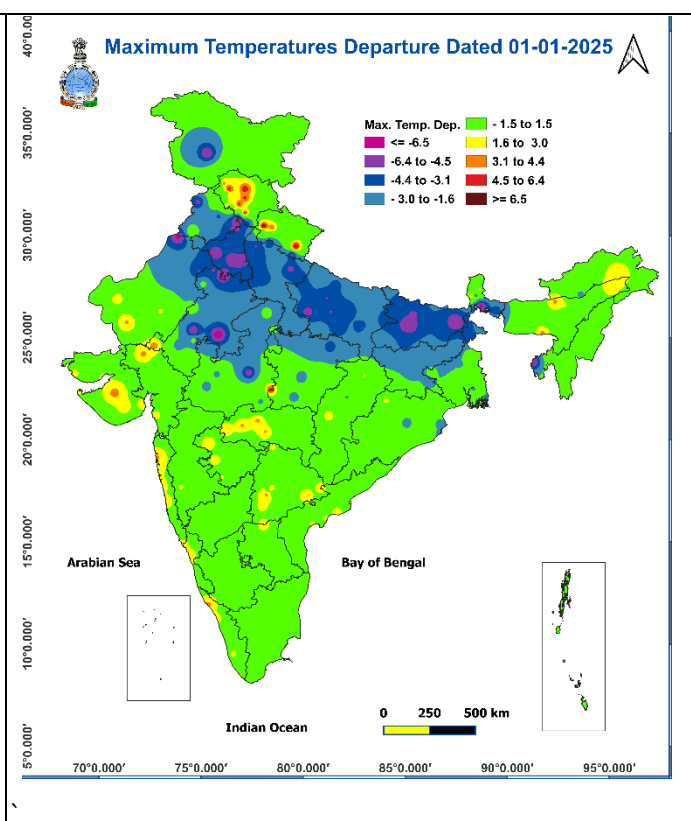 Maximum Temperatures Departure Dated 01-01-2025
Max. Temp. Dep.
<= -6.5
-6.4 to -4.5
-4.4 to -3.1
- 3.0 to -1.6
- 1.5 to 1.5
1.6 to 3.0
3.1 to 4.4
4.5 to 6.4
>= 6.5
40°0.000'
35°0.000'
30°0.000'
25°0.000'
20°0.000'
15°0.000'
10°0.000'
5°0.000'
Arabian Sea
Bay of Bengal
Indian Ocean
0 250 500 km
70°0.000' 75°0.000' 80°0.000' 85°0.000' 90°0.000' 95°0.000'
`